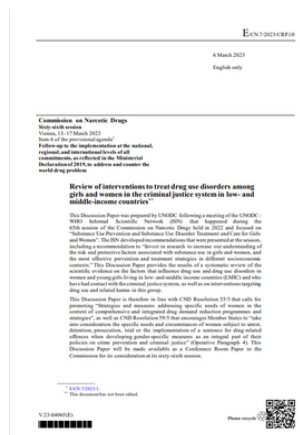 E/CN.7/2023/CRP.10
6 March 2023
English only
Commission on Narcotic Drugs
Sixty-sixth session
Vienna, 13–17 March 2023
Item 6 of the provisional agenda*
Follow-up to the implementation at the national,
regional, and international levels of all
commitments, as reflected in the Ministerial
Declaration of 2019, to address and counter the
world drug problem
Review of interventions to treat drug use disorders among
girls and women in the criminal justice system in low- and
middle-income countries**
This Discussion Paper was prepared by UNODC following a meeting of the UNODC -
WHO Informal Scientific Network (ISN) that happened during the
65th session of the Commission on Narcotic Drugs held in 2022 and focused on
“Substance Use Prevention and Substance Use Disorder Treatment and Care for Girls
and Women”. The ISN developed recommendations that were presented at the session,
including a recommendation to “Invest in research to increase our understanding of
the risk and protective factors associated with substance use in girls and women, and
the most effective prevention and treatment strategies in different socioeconomic
contexts.” This Discussion Paper provides the results of a systematic review of the
scientific evidence on the factors that influence drug use and drug use disorders in
women and young girls living in low- and middle-income countries (LMIC) and who
have had contact with the criminal justice system, as well as on interventions targeting
drug use and related harms in this group.
This Discussion Paper is therefore in line with CND Resolution 55/5 that calls for
promoting “Strategies and measures addressing specific needs of women in the
context of comprehensive and integrated drug demand reduction programmes and
strategies”, as well as CND Resolution 59/5 that encourages Member States to “take
into consideration the specific needs and circumstances of women subject to arrest,
detention, prosecution, trial or the implementation of a sentence for drug-related
offences when developing gender-specific measures as an integral part of their
policies on crime prevention and criminal justice” (Operative Paragraph 4). This
Discussion Paper will be made available as a Conference Room Paper to the
Commission for its consideration at its sixty-sixth session.
* E/CN.7/2023/1.
** This document has not been edited.
V.23-04065(E)
Please recycle